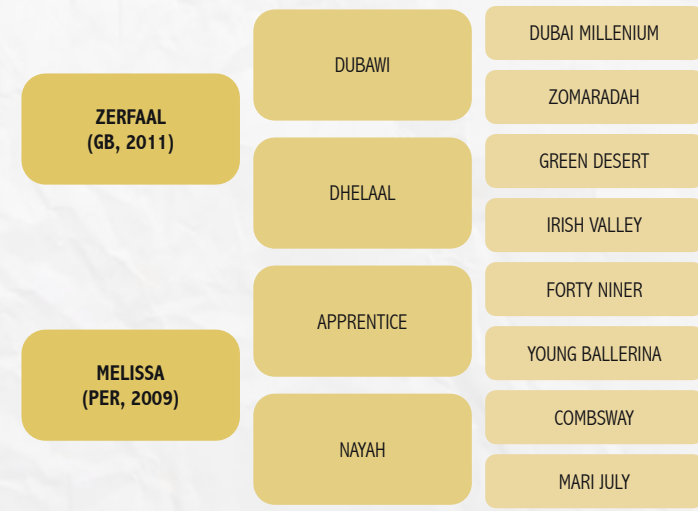 ZERFAAL
(GB, 2011)
MELISSA
(PER, 2009)
DUBAWI
DHELAAL
APPRENTICE
NAYAH
DUBAI MILLENIUM
ZOMARADAH
GREEN DESERT
IRISH VALLEY
FORTY NINER
YOUNG BALLERINA
COMBSWAY
MARI JULY